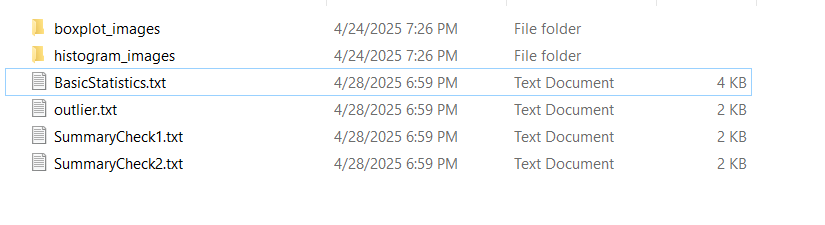 boxplot_images 4/24/2025 7:26 PM File folder
histogram_images 4/24/2025 7:26 PM File folder
BasicStatistics.txt 4/28/2025 6:59 PM Text Document 4 KB
outlier.txt 4/28/2025 6:59 PM Text Document 2 KB
SummaryCheck1.txt 4/28/2025 6:59 PM Text Document 2 KB
SummaryCheck2.txt 4/28/2025 6:59 PM Text Document 2 KB